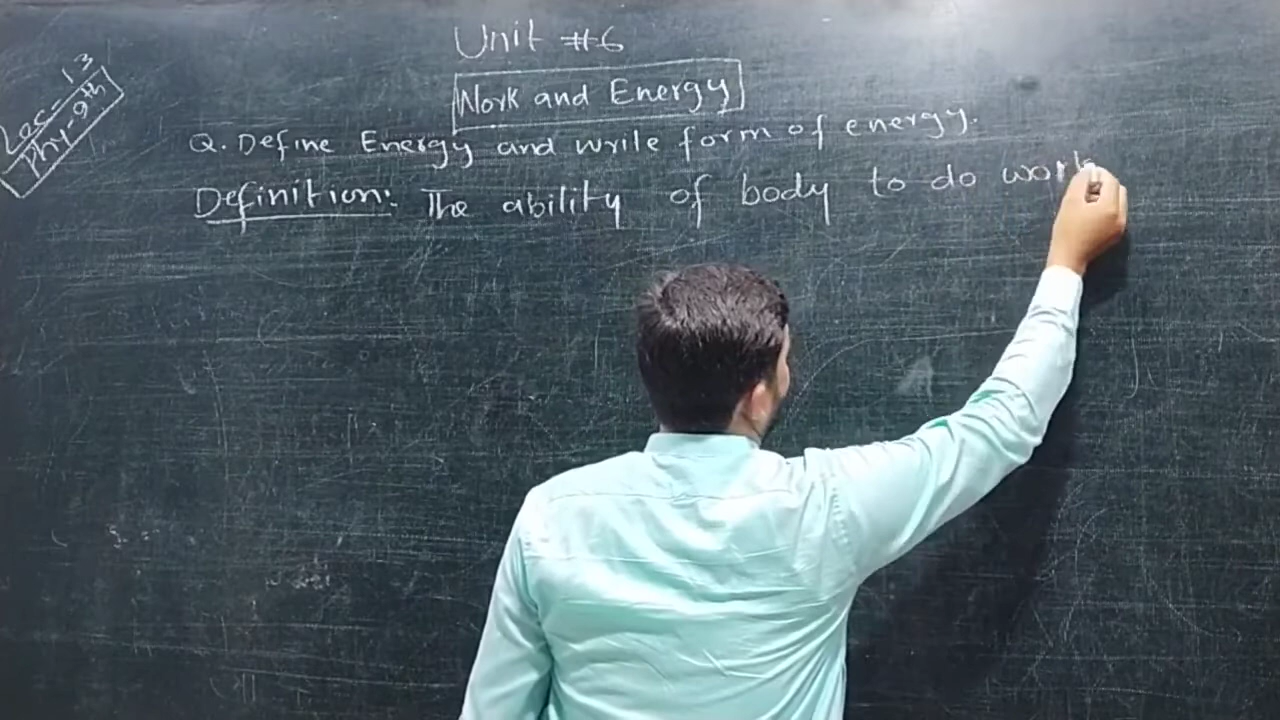 Lec-13
Phy-9th
Unit #6
Work and Energy
Q. Define Energy and write form of energy.
Definition: The ability of body to do work